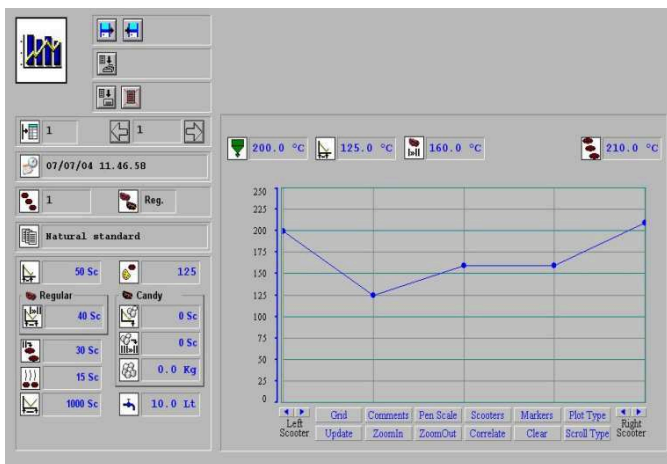 1 1
07/07/04 11.46.58
1 Reg.
Natural standard
50 Sc 125
Regular Candy
40 Sc 0 Sc
30 Sc 0 Sc
15 Sc 0.0 Kg
1000 Sc 10.0 Lt
200.0 °C 125.0 °C 160.0 °C 210.0 °C
250
225
200
175
150
125
100
75
50
25
0
Left Scooter
Grid Comments Pen Scale Scooters Markers Plot Type
Update ZoomIn ZoomOut Correlate Clear Scroll Type
Right Scooter